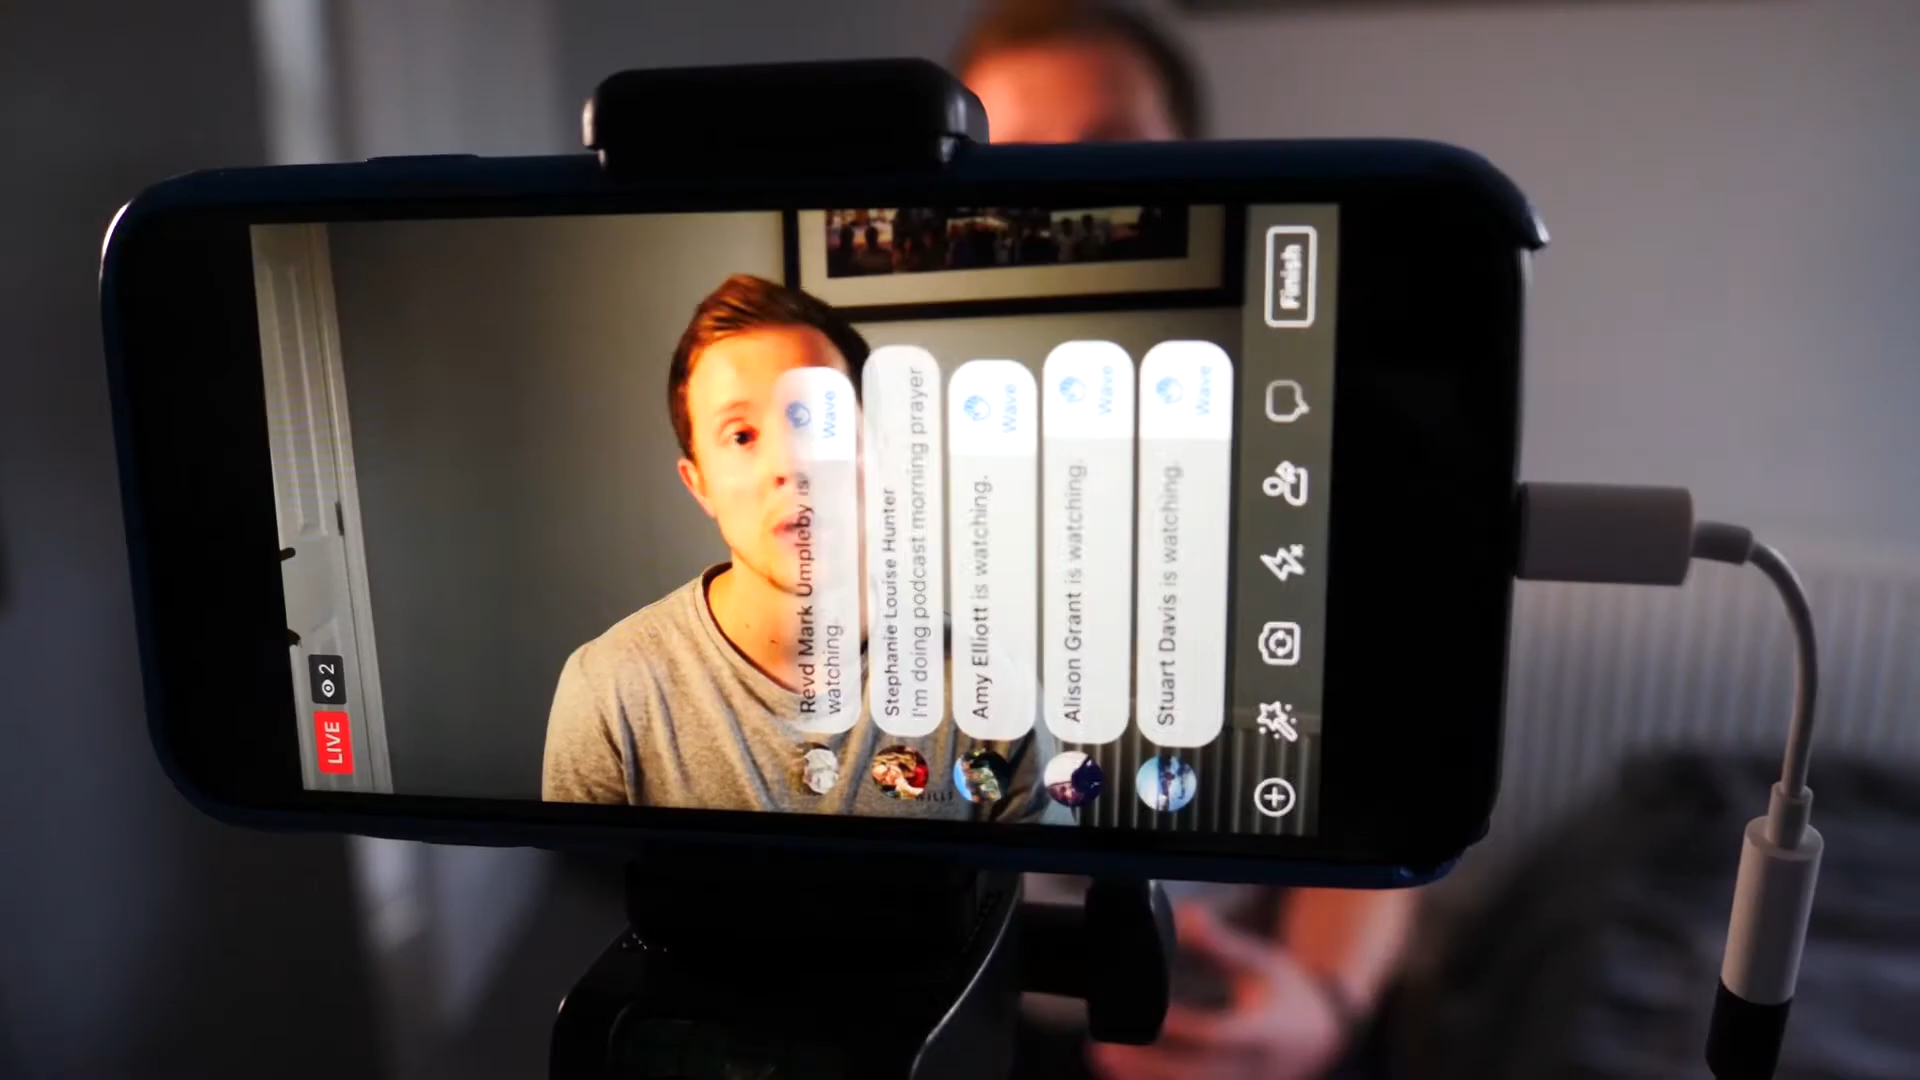 LIVE 2
Revd Mark Umpleby is
watching.
Wave
Stephanie Louise Hunter
I'm doing podcast morning prayer
Amy Elliott is watching.
Wave
Alison Grant is watching.
Wave
Stuart Davis is watching.
Wave
Finish